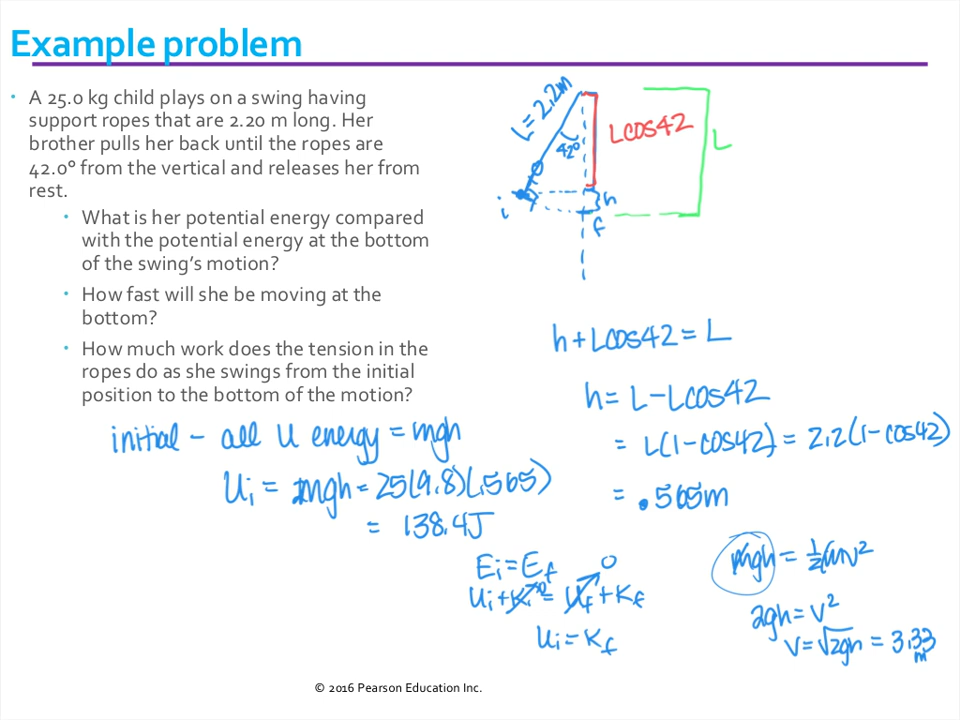 Example problem
• A 25.0 kg child plays on a swing having
support ropes that are 2.20 m long. Her
brother pulls her back until the ropes are
42.0° from the vertical and releases her from
rest.
• What is her potential energy compared
with the potential energy at the bottom
of the swing's motion?
• How fast will she be moving at the
bottom?
• How much work does the tension in the
ropes do as she swings from the initial
position to the bottom of the motion?
L = 2.2m
42°
Lcos42
L
i
h
f
h+Lcos42 = L
h= L-Lcos42
= L(1-cos42) = 2.2(1-cos42)
= .565m
initial - all U energy = mgh
Ui = mgh = 25(9.8)(.565)
= 138.4J
Ei = Ef
0
Ui + Ki = Uf + Kf
Ui = Kf
mgh = ½mv²
2gh = v²
v = √2gh = 3.33
m
© 2016 Pearson Education Inc.